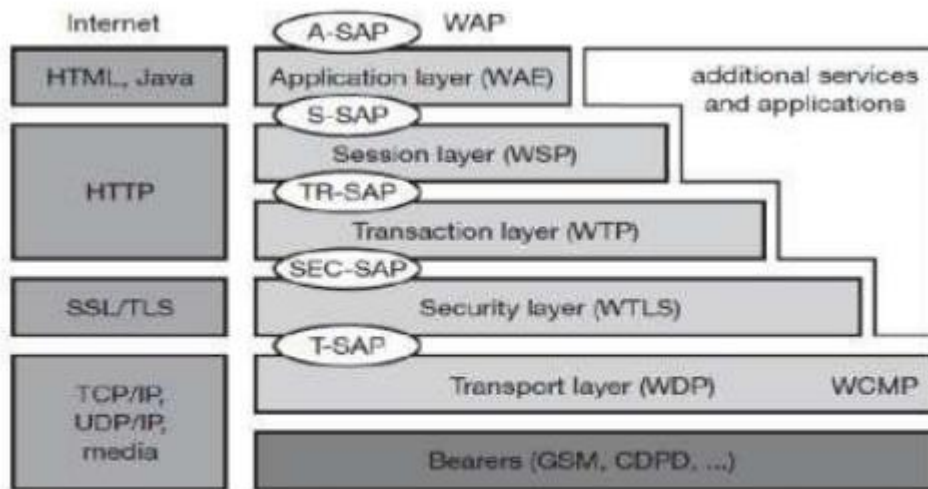 Internet
A-SAP
WAP
HTML, Java
Application layer (WAE)
additional services
and applications
S-SAP
HTTP
Session layer (WSP)
TR-SAP
Transaction layer (WTP)
SEC-SAP
SSL/TLS
Security layer (WTLS)
T-SAP
TCP/IP,
UDP/IP,
media
Transport layer (WDP)
WCMP
Bearers (GSM, CDPD, ...)